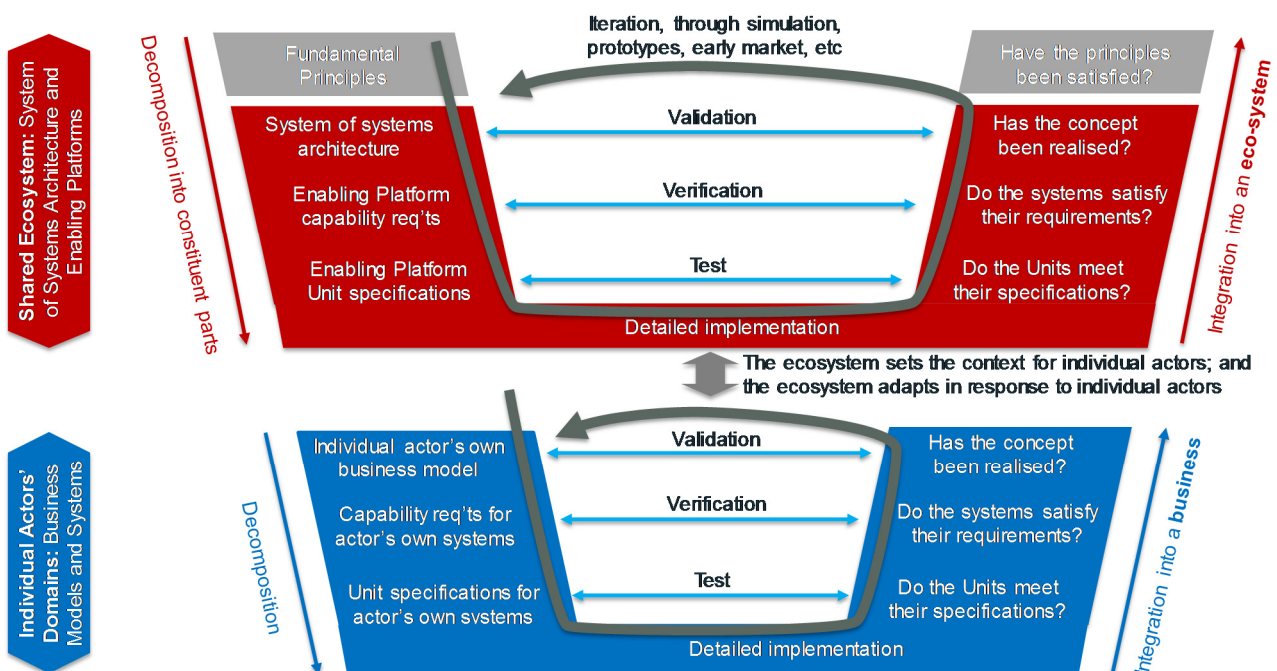 Shared Ecosystem: System
of Systems Architecture and
Enabling Platforms
Decomposition into constituent parts
Fundamental
Principles
Iteration, through simulation,
prototypes, early market, etc
Have the principles
been satisfied?
System of systems
architecture
Validation
Has the concept
been realised?
Enabling Platform
capability req'ts
Verification
Do the systems satisfy
their requirements?
Enabling Platform
Unit specifications
Test
Do the Units meet
their specifications?
Detailed implementation
Integration into an eco-system
The ecosystem sets the context for individual actors; and
the ecosystem adapts in response to individual actors
Individual Actors'
Domains: Business
Models and Systems
Decomposition
Individual actor's own
business model
Validation
Has the concept
been realised?
Capability req'ts for
actor's own systems
Verification
Do the systems satisfy
their requirements?
Unit specifications for
actor's own systems
Test
Do the Units meet
their specifications?
Detailed implementation
Integration into a business